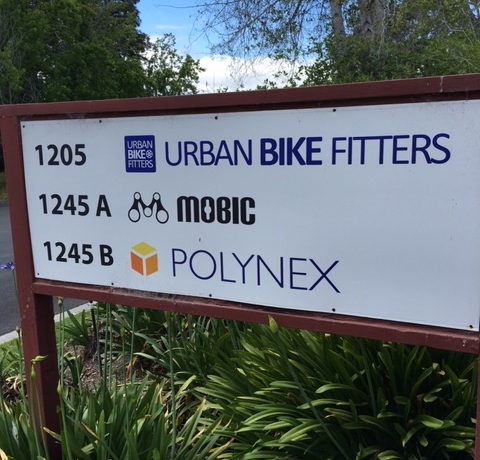 1205 URBAN BIKE FITTERS URBAN BIKE FITTERS
1245 A MOBIC
1245 B POLYNEX